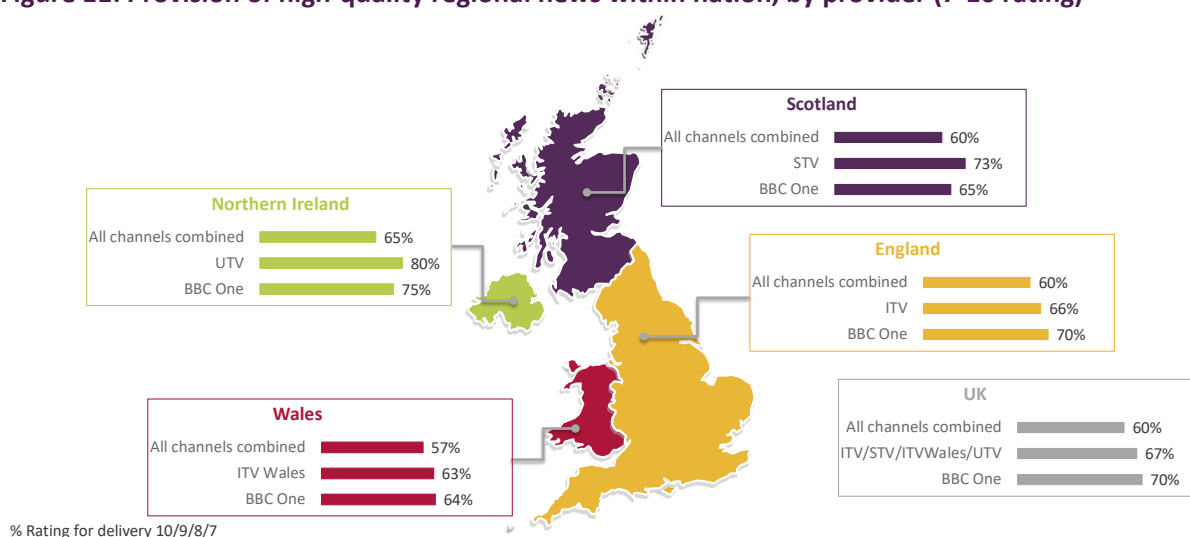 Scotland
All channels combined 60%
STV 73%
BBC One 65%
Northern Ireland
All channels combined 65%
UTV 80%
BBC One 75%
England
All channels combined 60%
ITV 66%
BBC One 70%
Wales
All channels combined 57%
ITV Wales 63%
BBC One 64%
UK
All channels combined 60%
ITV/STV/ITVWales/UTV 67%
BBC One 70%
% Rating for delivery 10/9/8/7